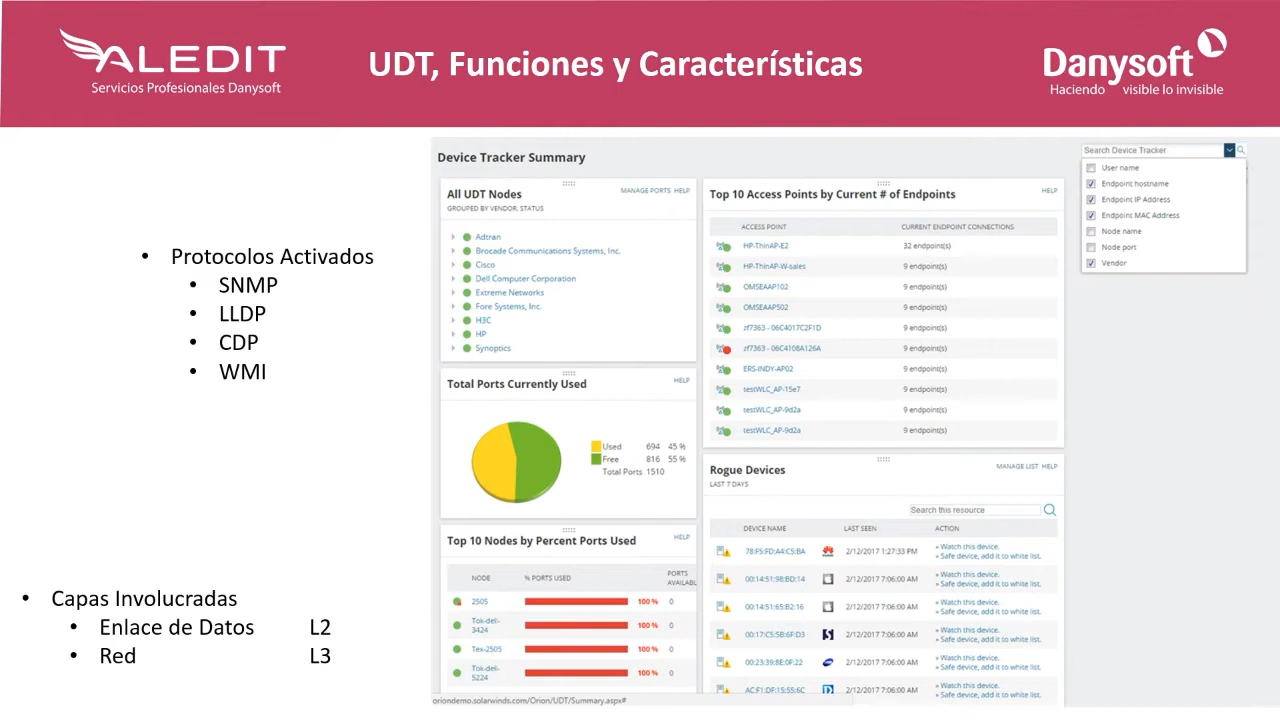 ALEDIT
Servicios Profesionales Danysoft
UDT, Funciones y Características
Danysoft
Haciendo visible lo invisible
• Protocolos Activados
• SNMP
• LLDP
• CDP
• WMI
• Capas Involucradas
• Enlace de Datos L2
• Red L3
Device Tracker Summary
Search Device Tracker
User name
Endpoint hostname
Endpoint IP Address
Endpoint MAC Address
Node name
Node port
Vendor
All UDT Nodes
MANAGE PORTS HELP
GROUPED BY VENDOR, STATUS
Adtran
Brocade Communications Systems, Inc.
Cisco
Dell Computer Corporation
Extreme Networks
Fore Systems, Inc.
H3C
HP
Synoptics
Total Ports Currently Used
HELP
Used 694 45 %
Free 816 55 %
Total Ports 1510
Top 10 Nodes by Percent Ports Used
HELP
NODE % PORTS USED PORTS AVAILABL
2505 100 % 0
Tok-del-
3424
100 % 0
Tex-2505 100 % 0
Tok-del-
5224
100 % 0
Top 10 Access Points by Current # of Endpoints
HELP
ACCESS POINT CURRENT ENDPOINT CONNECTIONS
HP-ThinAP-E2 32 endpoint(s)
HP-ThinAP-W-sales 9 endpoint(s)
OMSEAAP102 9 endpoint(s)
OMSEAAP502 9 endpoint(s)
zf7363 - 06C4017C2F1D 9 endpoint(s)
zf7363 - 06C4108A126A 9 endpoint(s)
ERS-INDY-AP02 9 endpoint(s)
testWLC_AP-15e7 9 endpoint(s)
testWLC_AP-9d2a 9 endpoint(s)
testWLC_AP-9d2a 9 endpoint(s)
Rogue Devices
MANAGE LIST HELP
LAST 7 DAYS
Search this resource
DEVICE NAME LAST SEEN ACTION
78:F5:FD:A4:C5:BA 2/12/2017 1:27:33 PM » Watch this device.
» Safe device, add it to white list.
00:14:51:98:BD:14 2/12/2017 7:06:00 AM » Watch this device.
» Safe device, add it to white list.
00:14:51:65:B2:16 2/12/2017 7:06:00 AM » Watch this device.
» Safe device, add it to white list.
00:17:C5:5B:6F:D3 2/12/2017 7:06:00 AM » Watch this device.
» Safe device, add it to white list.
00:23:39:8E:0F:22 2/12/2017 7:06:00 AM » Watch this device.
» Safe device, add it to white list.
AC:F1:DF:15:55:6C 2/12/2017 7:06:00 AM » Watch this device.
» Safe device, add it to white list.
oriondemo.solarwinds.com/Orion/UDT/Summary.aspx#